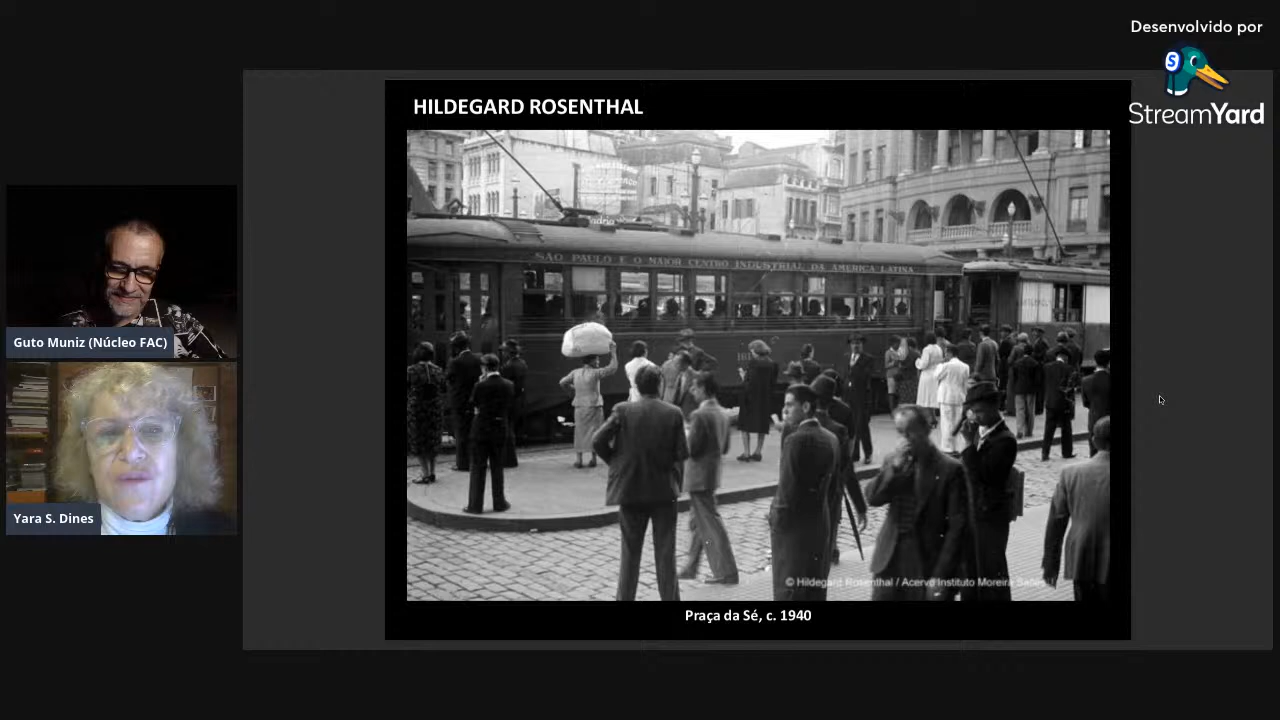 Desenvolvido por
StreamYard
HILDEGARD ROSENTHAL
SÃO PAULO E O MAIOR CENTRO INDUSTRIAL DA AMERICA LATINA
© Hildegard Rosenthal / Acervo Instituto Moreira Salles
Praça da Sé, c. 1940
Guto Muniz (Núcleo FAC)
Yara S. Dines